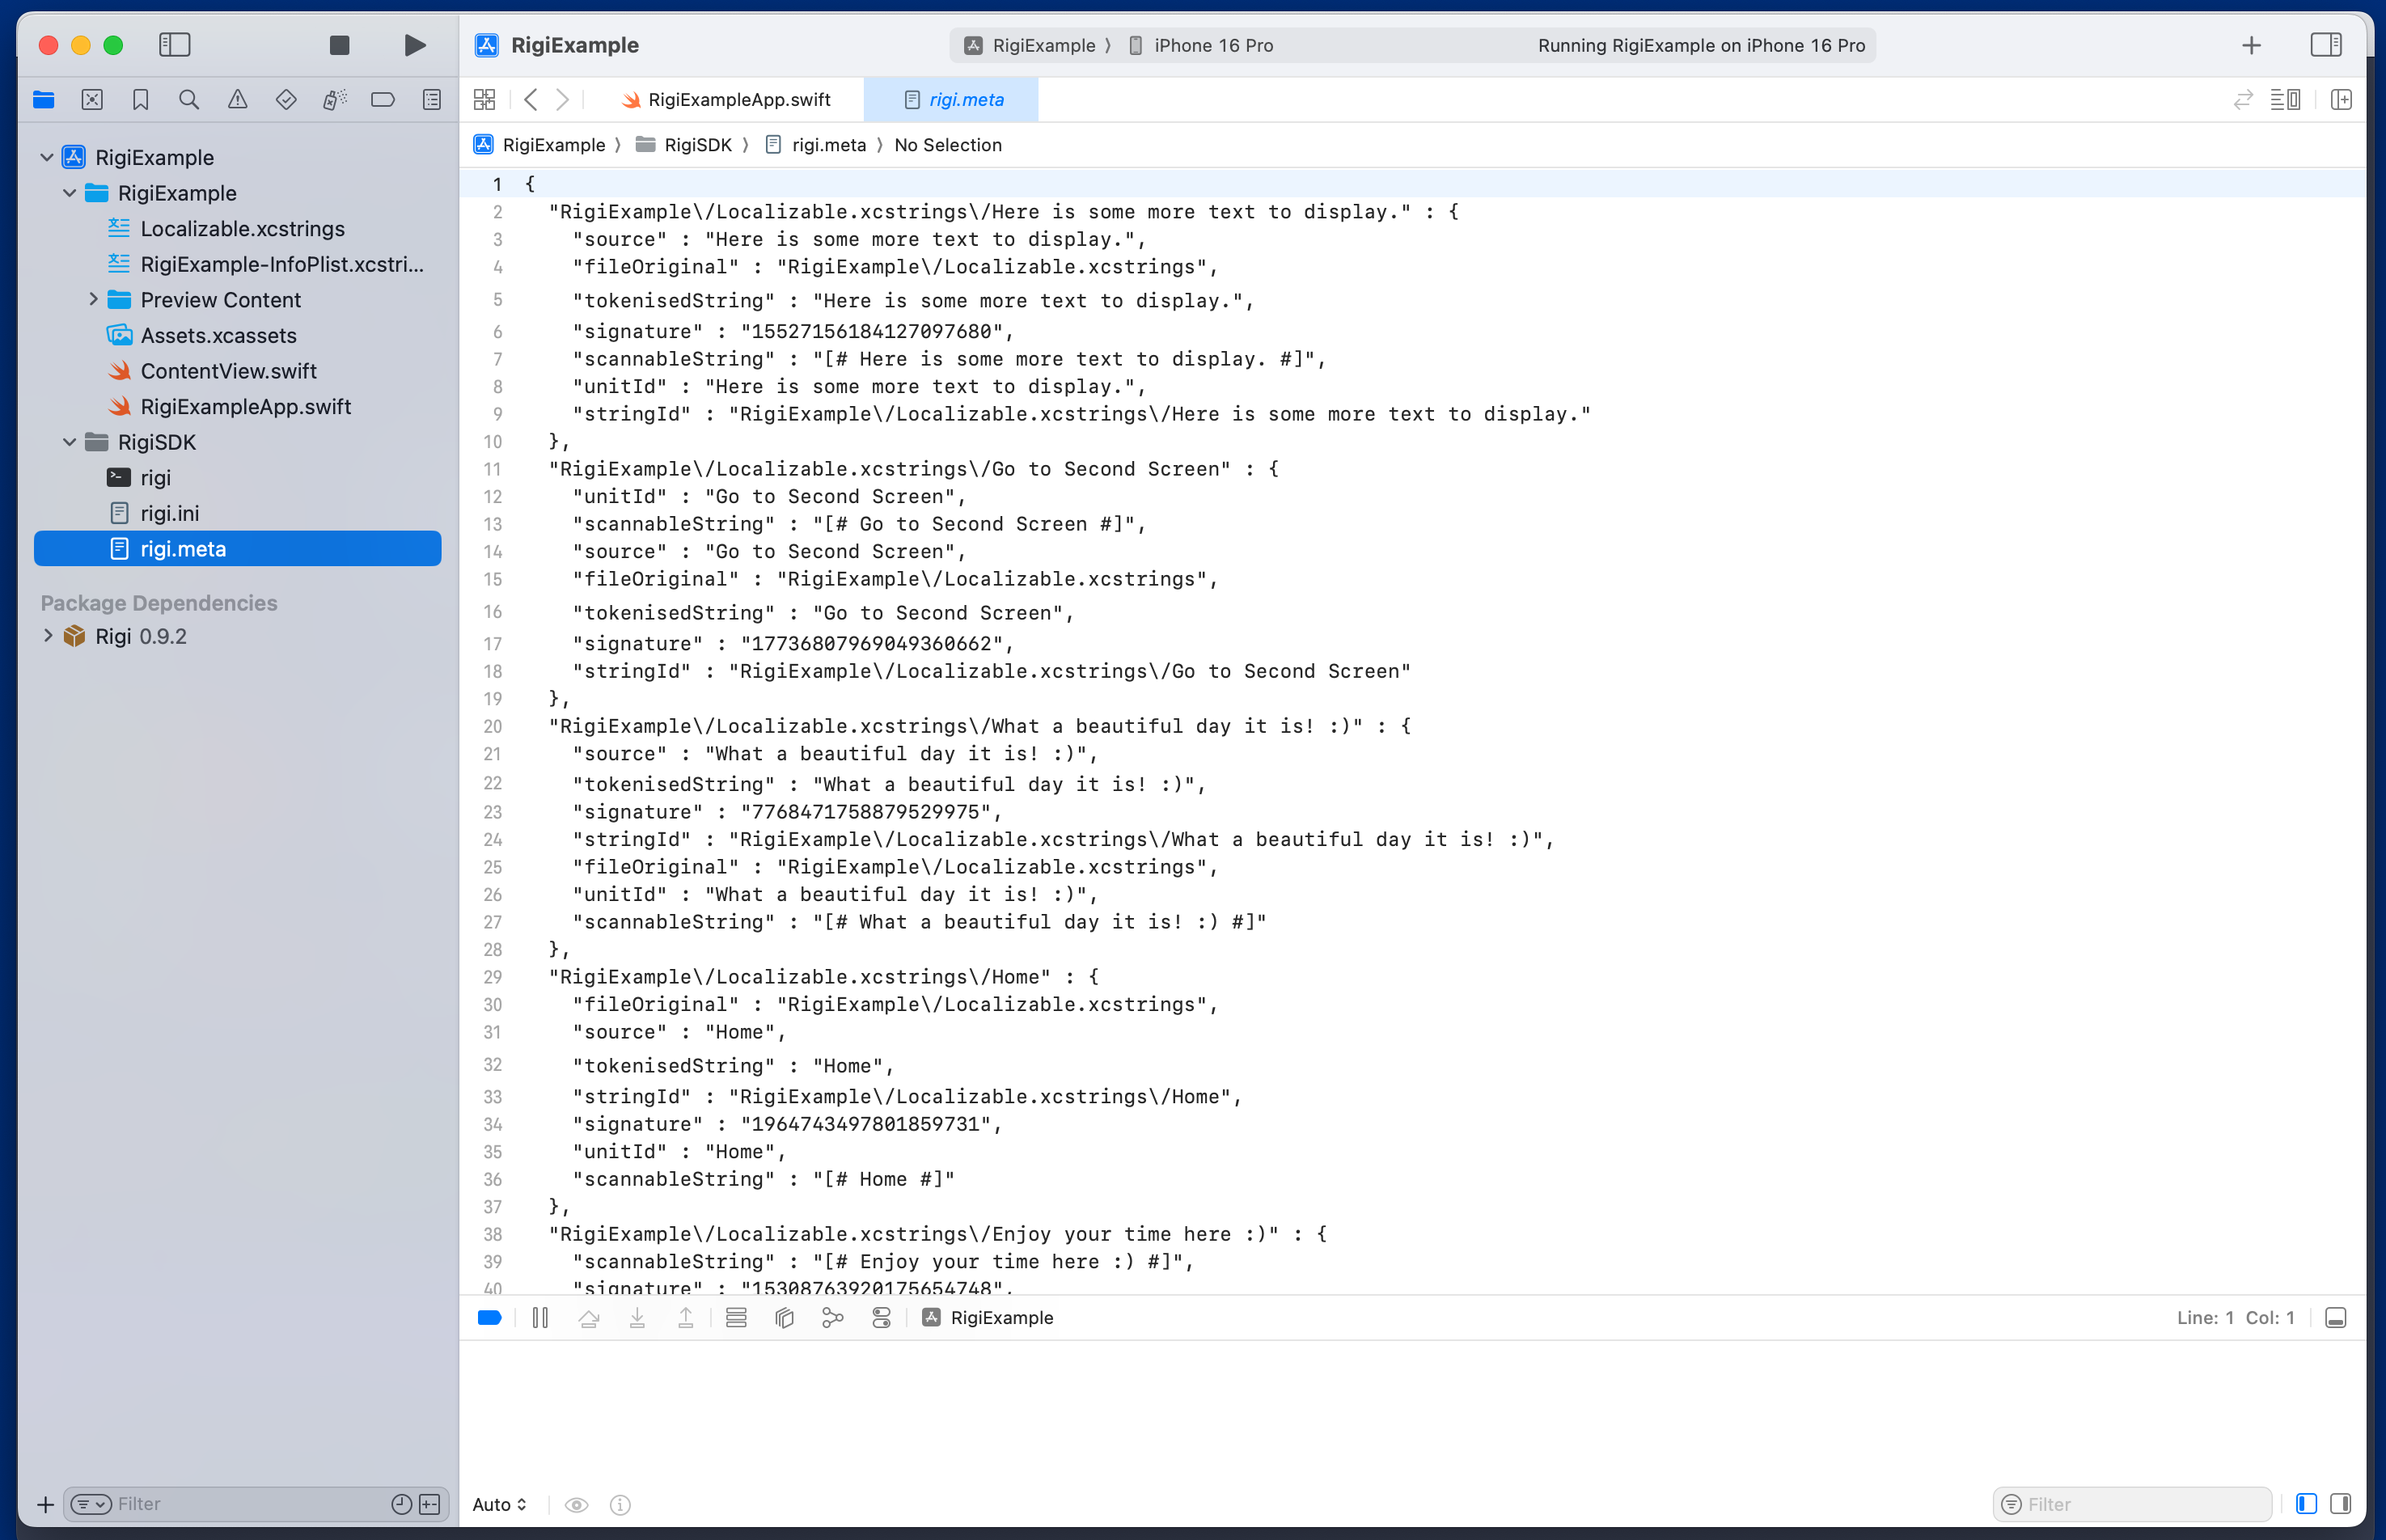 RigiExample
RigiExample 〉 iPhone 16 Pro
Running RigiExample on iPhone 16 Pro
RigiExampleApp.swift
rigi.meta
RigiExample 〉 RigiSDK 〉 rigi.meta 〉 No Selection
RigiExample
RigiExample
Localizable.xcstrings
RigiExample-InfoPlist.xcstri...
Preview Content
Assets.xcassets
ContentView.swift
RigiExampleApp.swift
RigiSDK
rigi
rigi.ini
rigi.meta
Package Dependencies
Rigi 0.9.2
Filter
1 {
2 "RigiExample\/Localizable.xcstrings\/Here is some more text to display." : {
3 "source" : "Here is some more text to display.",
4 "fileOriginal" : "RigiExample\/Localizable.xcstrings",
5 "tokenisedString" : "Here is some more text to display.",
6 "signature" : "15527156184127097680",
7 "scannableString" : "[# Here is some more text to display. #]",
8 "unitId" : "Here is some more text to display.",
9 "stringId" : "RigiExample\/Localizable.xcstrings\/Here is some more text to display."
10 },
11 "RigiExample\/Localizable.xcstrings\/Go to Second Screen" : {
12 "unitId" : "Go to Second Screen",
13 "scannableString" : "[# Go to Second Screen #]",
14 "source" : "Go to Second Screen",
15 "fileOriginal" : "RigiExample\/Localizable.xcstrings",
16 "tokenisedString" : "Go to Second Screen",
17 "signature" : "17736807969049360662",
18 "stringId" : "RigiExample\/Localizable.xcstrings\/Go to Second Screen"
19 },
20 "RigiExample\/Localizable.xcstrings\/What a beautiful day it is! :)" : {
21 "source" : "What a beautiful day it is! :)",
22 "tokenisedString" : "What a beautiful day it is! :)",
23 "signature" : "7768471758879529975",
24 "stringId" : "RigiExample\/Localizable.xcstrings\/What a beautiful day it is! :)",
25 "fileOriginal" : "RigiExample\/Localizable.xcstrings",
26 "unitId" : "What a beautiful day it is! :)",
27 "scannableString" : "[# What a beautiful day it is! :) #]"
28 },
29 "RigiExample\/Localizable.xcstrings\/Home" : {
30 "fileOriginal" : "RigiExample\/Localizable.xcstrings",
31 "source" : "Home",
32 "tokenisedString" : "Home",
33 "stringId" : "RigiExample\/Localizable.xcstrings\/Home",
34 "signature" : "1964743497801859731",
35 "unitId" : "Home",
36 "scannableString" : "[# Home #]"
37 },
38 "RigiExample\/Localizable.xcstrings\/Enjoy your time here :)" : {
39 "scannableString" : "[# Enjoy your time here :) #]",
40 "signature" : "15308763920175654748",
RigiExample
Line: 1 Col: 1
Auto
Filter